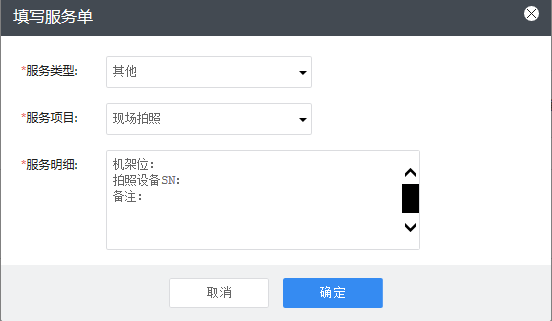 填写服务单
*服务类型:
其他
*服务项目:
现场拍照
*服务明细:
机架位:
拍照设备SN:
备注:
取消
确定